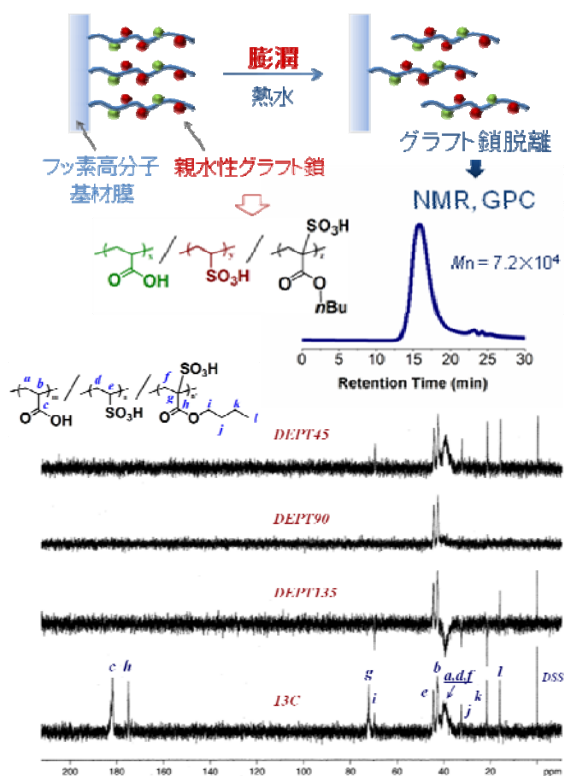 膨潤
熱水
グラフト鎖脱離
フッ素高分子
基材膜
親水性グラフト鎖
NMR, GPC
Mn = 7.2×10⁴
x
y
z
O
OH
SO₃H
SO₃H
O
O
nBu
0 5 10 15 20 25 30
Retention Time (min)
a b c
d e
f g h i j k l
m
O
OH
SO₃H
SO₃H
O
O
DEPT45
DEPT90
DEPT135
13C
c h g i e b a.d.f j k l DSS
200 180 160 140 120 100 80 60 40 20 0